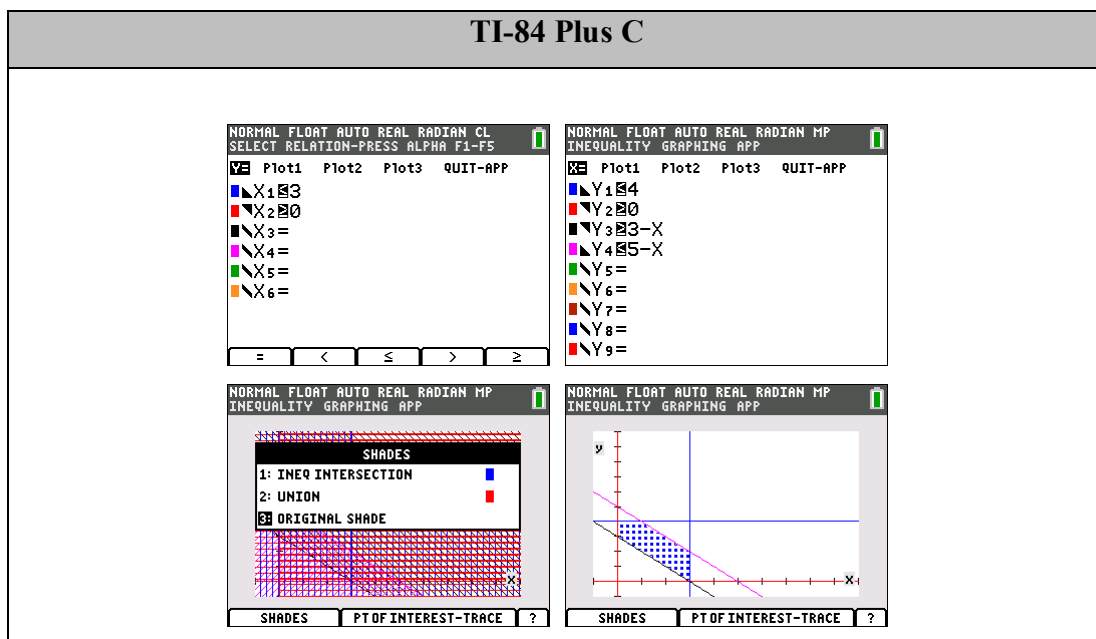 TI-84 Plus C
NORMAL FLOAT AUTO REAL RADIAN CL
SELECT RELATION-PRESS ALPHA F1-F5
Y= Plot1 Plot2 Plot3 QUIT-APP
X1≤3
X2≥0
X3=
X4=
X5=
X6=
= < ≤ > ≥
NORMAL FLOAT AUTO REAL RADIAN MP
INEQUALITY GRAPHING APP
X= Plot1 Plot2 Plot3 QUIT-APP
Y1≤4
Y2≥0
Y3≥3-X
Y4≤5-X
Y5=
Y6=
Y7=
Y8=
Y9=
NORMAL FLOAT AUTO REAL RADIAN MP
INEQUALITY GRAPHING APP
SHADES
1: INEQ INTERSECTION
2: UNION
3: ORIGINAL SHADE
X
SHADES PT OF INTEREST-TRACE ?
NORMAL FLOAT AUTO REAL RADIAN MP
INEQUALITY GRAPHING APP
y
X
SHADES PT OF INTEREST-TRACE ?